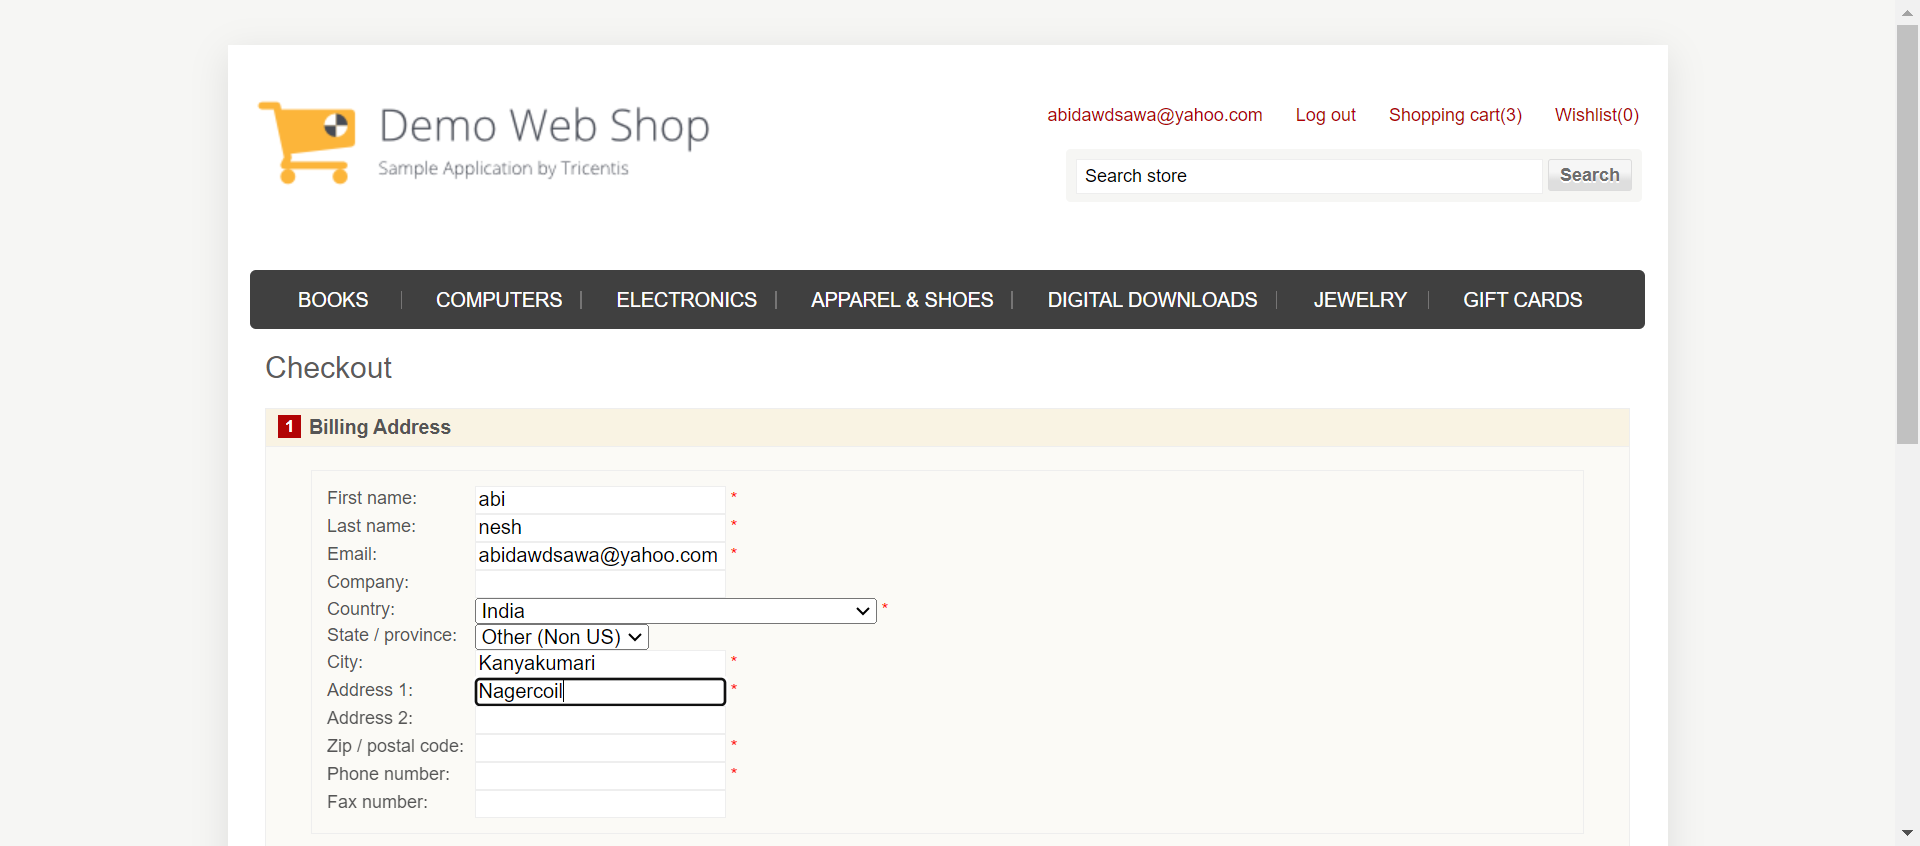 Demo Web Shop
Sample Application by Tricentis
abidawdsawa@yahoo.com Log out Shopping cart(3) Wishlist(0)
Search store Search
BOOKS COMPUTERS ELECTRONICS APPAREL & SHOES DIGITAL DOWNLOADS JEWELRY GIFT CARDS
Checkout
1 Billing Address
First name: abi *
Last name: nesh *
Email: abidawdsawa@yahoo.com *
Company:
Country: India *
State / province: Other (Non US)
City: Kanyakumari *
Address 1: Nagercoil *
Address 2:
Zip / postal code: *
Phone number: *
Fax number: